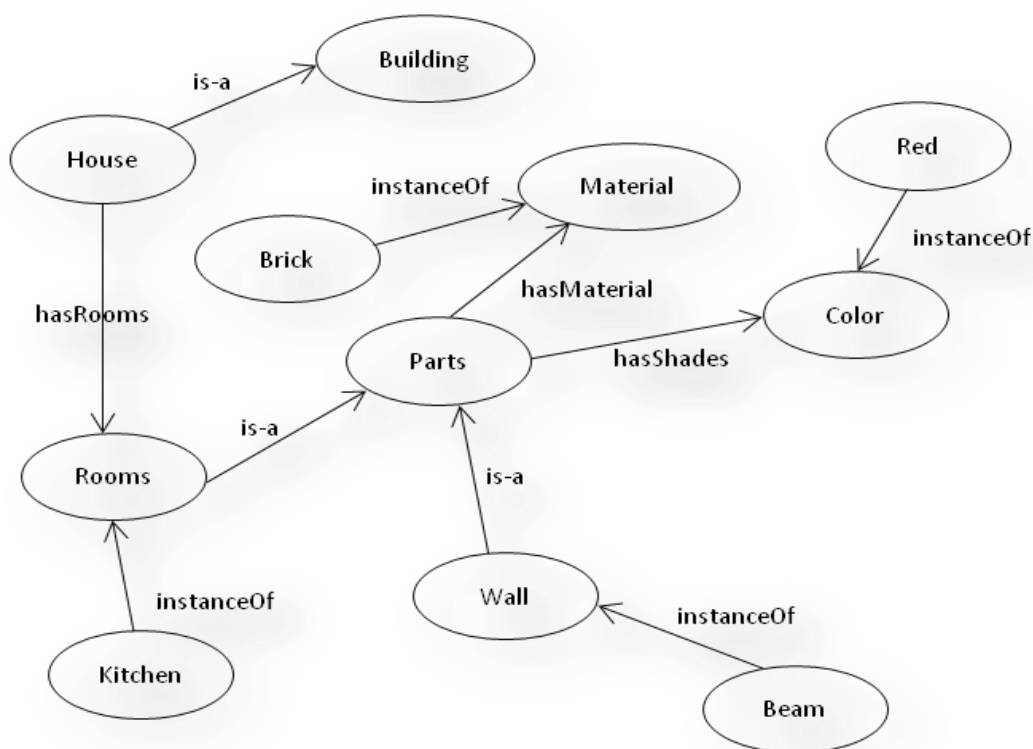 Building
is-a
House
Red
Material
instanceOf
instanceOf
Brick
hasMaterial
hasRooms
Color
Parts
hasShades
is-a
Rooms
is-a
Wall
instanceOf
instanceOf
Kitchen
Beam